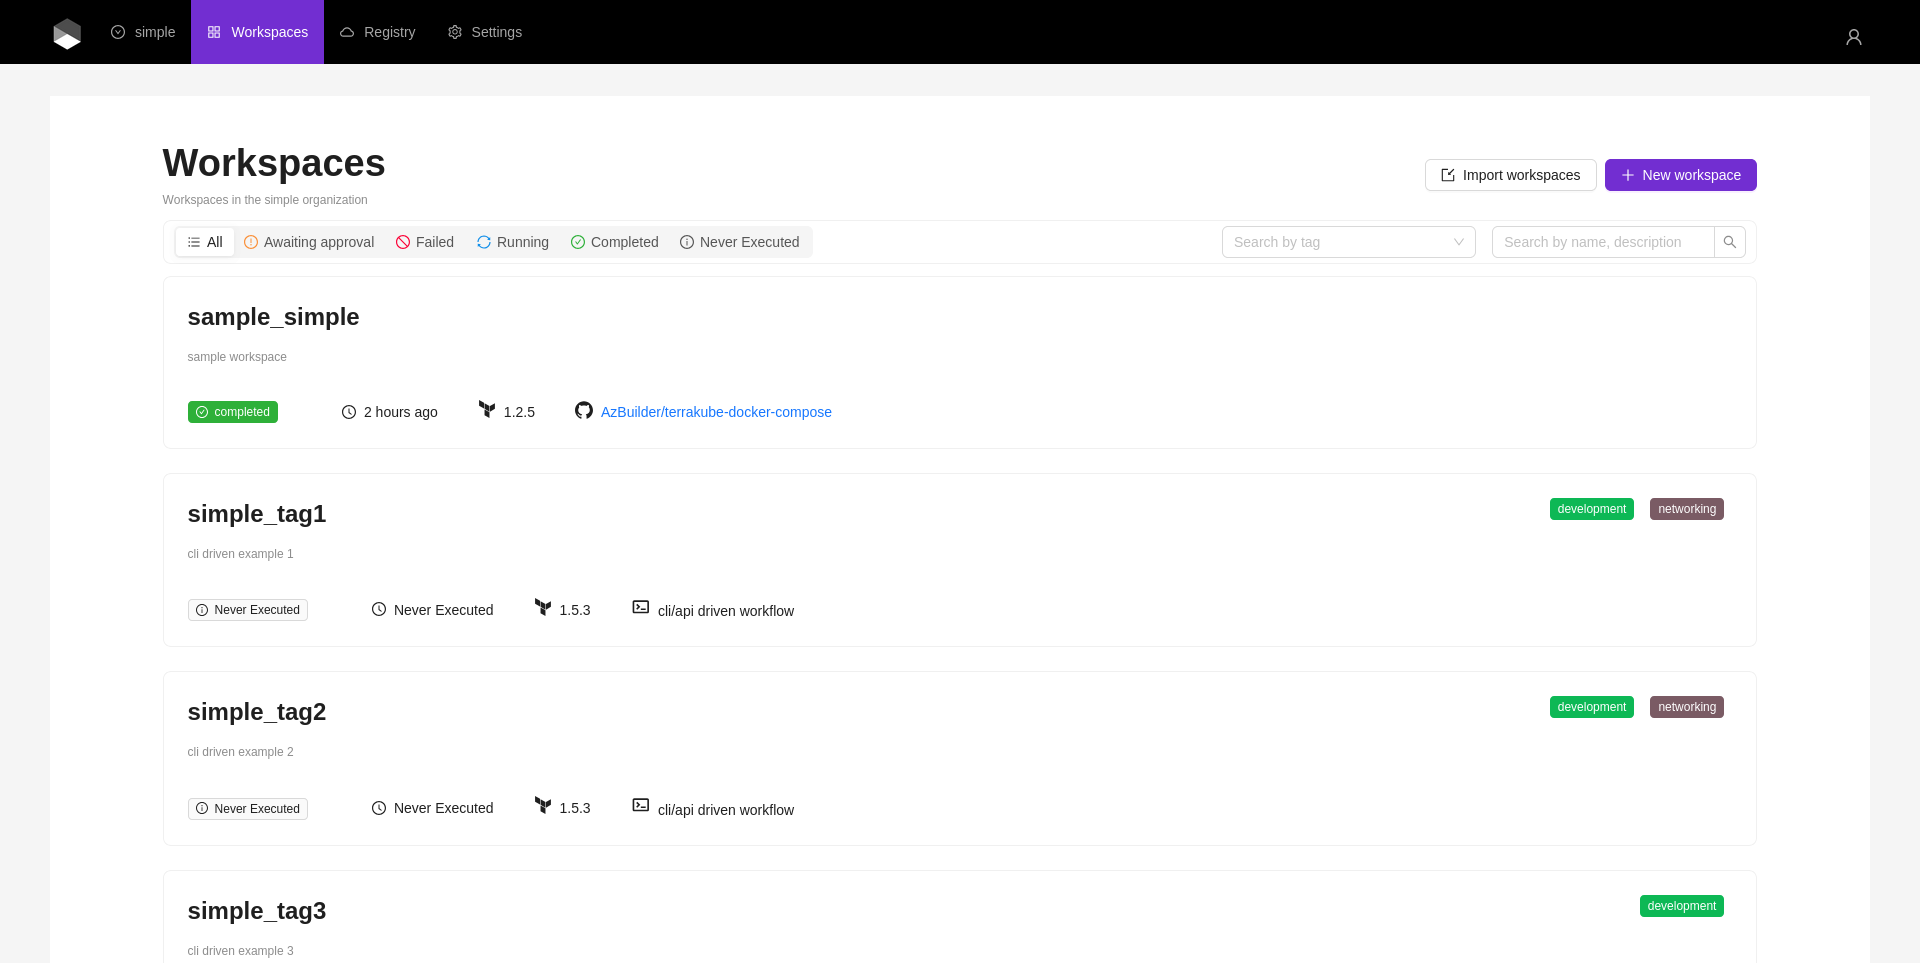 simple Workspaces Registry Settings
Workspaces
Import workspaces New workspace
Workspaces in the simple organization
All Awaiting approval Failed Running Completed Never Executed Search by tag Search by name, description
sample_simple
sample workspace
completed 2 hours ago 1.2.5 AzBuilder/terrakube-docker-compose
simple_tag1 development networking
cli driven example 1
Never Executed Never Executed 1.5.3 cli/api driven workflow
simple_tag2 development networking
cli driven example 2
Never Executed Never Executed 1.5.3 cli/api driven workflow
simple_tag3 development
cli driven example 3